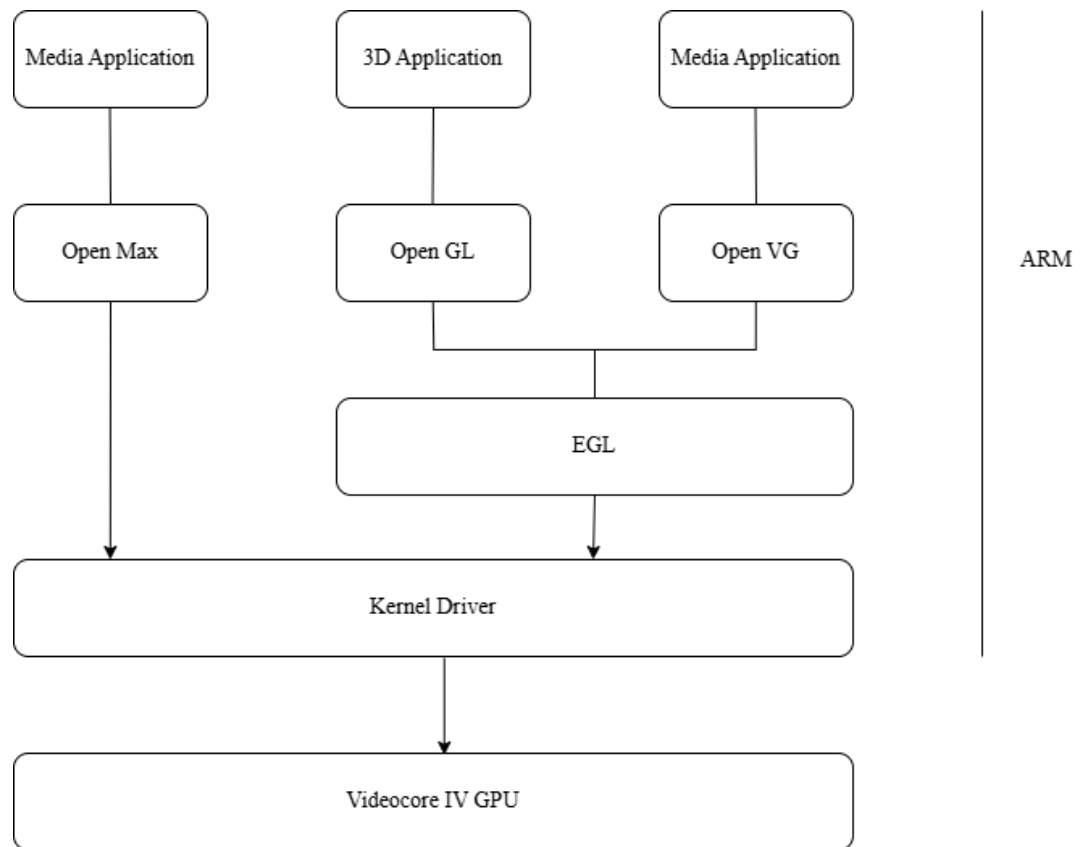 Media Application
3D Application
Media Application
Open Max
Open GL
Open VG
ARM
EGL
Kernel Driver
Videocore IV GPU